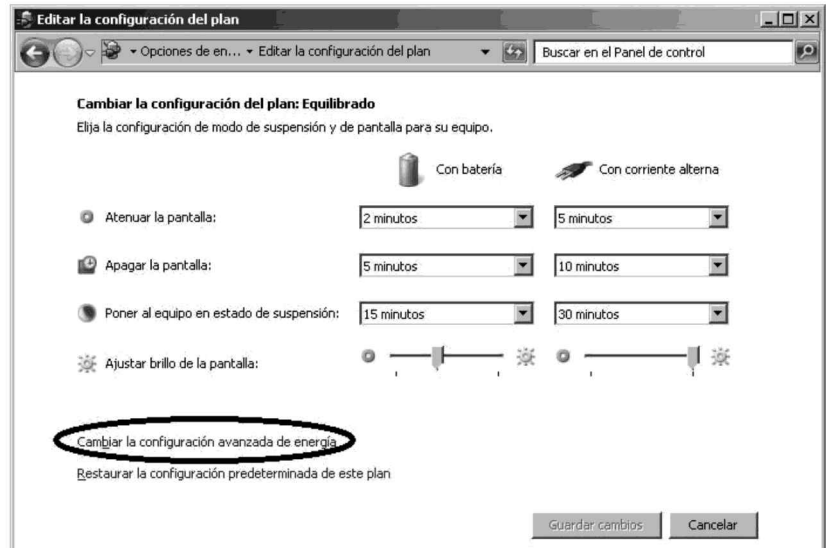 Editar la configuración del plan
Opciones de en... Editar la configuración del plan Buscar en el Panel de control
Cambiar la configuración del plan: Equilibrado
Elija la configuración de modo de suspensión y de pantalla para su equipo.
Con batería Con corriente alterna
Atenuar la pantalla: 2 minutos 5 minutos
Apagar la pantalla: 5 minutos 10 minutos
Poner al equipo en estado de suspensión: 15 minutos 30 minutos
Ajustar brillo de la pantalla:
Cambiar la configuración avanzada de energía
Restaurar la configuración predeterminada de este plan
Guardar cambios Cancelar